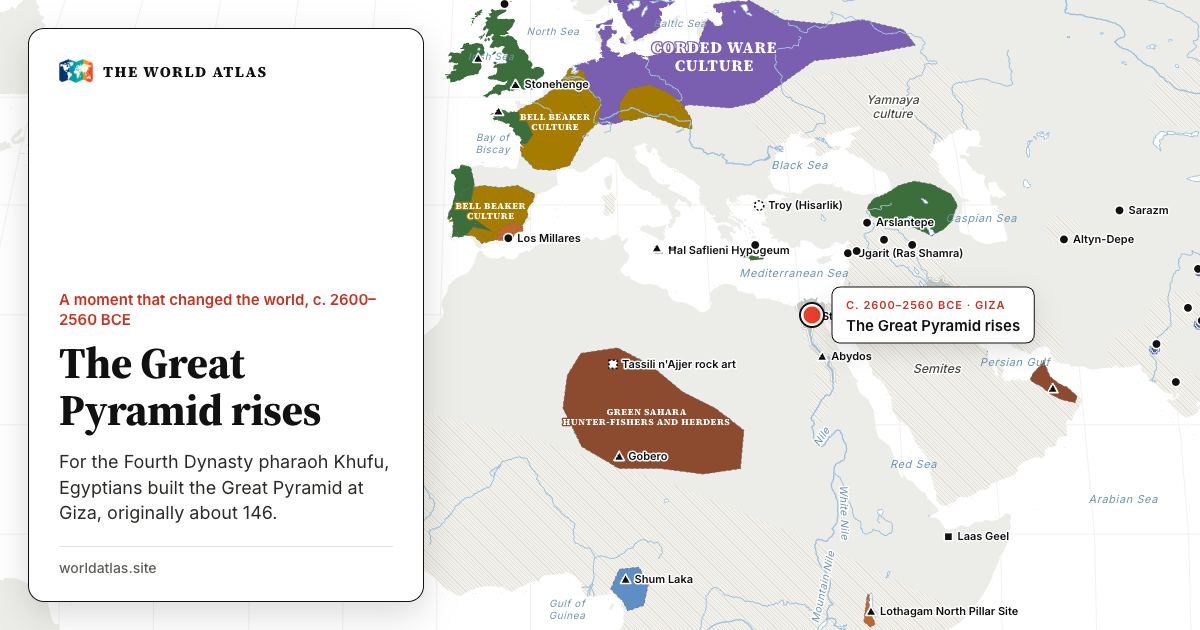 THE WORLD ATLAS
A moment that changed the world, c. 2600–
2560 BCE
The Great
Pyramid rises
For the Fourth Dynasty pharaoh Khufu,
Egyptians built the Great Pyramid at
Giza, originally about 146.
worldatlas.site
North Sea
Baltic Sea
Irish Sea
CORDED WARE
CULTURE
Stonehenge
Yamnaya
culture
BELL BEAKER
CULTURE
Bay of
Biscay
Black Sea
BELL BEAKER
CULTURE
Troy (Hisarlik)
Arslantepe
Caspian Sea
Sarazm
Los Millares
Altyn-Depe
Hal Saflieni Hypogeum
Ugarit (Ras Shamra)
Mediterranean Sea
C. 2600–2560 BCE · GIZA
The Great Pyramid rises
Abydos
Tassili n'Ajjer rock art
Semites
Persian Gulf
GREEN SAHARA
HUNTER-FISHERS AND HERDERS
Nile
Gobero
Red Sea
Arabian Sea
White Nile
Laas Geel
Shum Laka
Mountain Nile
Gulf of
Guinea
Lothagam North Pillar Site